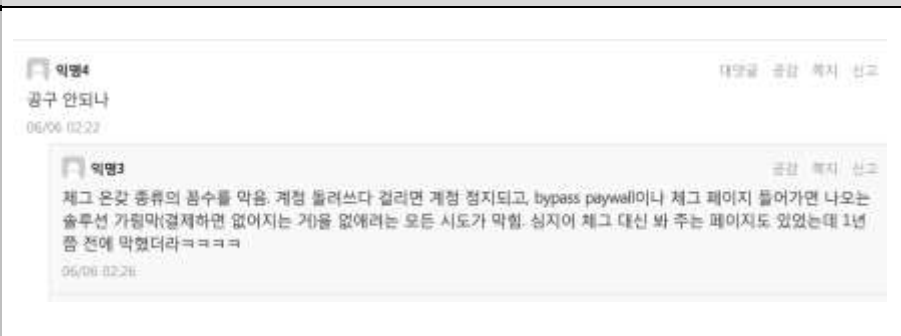 익명4
대댓글 공감 쪽지 신고
공구 안되나
06/06 02:22
익명3
공감 쪽지 신고
체그 온갖 종류의 꼼수를 막음. 계정 돌려쓰다 걸리면 계정 정지되고, bypass paywall이나 체그 페이지 들어가면 나오는
솔루션 가림막(결제하면 없어지는 거)을 없애려는 모든 시도가 막힘. 심지어 체그 대신 봐 주는 페이지도 있었는데 1년
쯤 전에 막혔더라ㅋㅋㅋㅋ
06/06 02:26